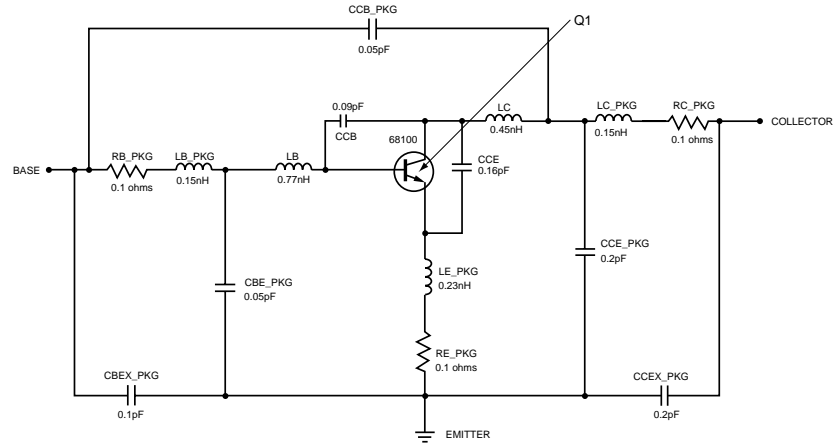 CCB_PKG
0.05pF
Q1
0.09pF
CCB
LC
0.45nH
LC_PKG
0.15nH
RC_PKG
0.1 ohms
COLLECTOR
68100
CCE
0.16pF
BASE
RB_PKG
0.1 ohms
LB_PKG
0.15nH
LB
0.77nH
CCE_PKG
0.2pF
LE_PKG
0.23nH
CBE_PKG
0.05pF
RE_PKG
0.1 ohms
CBEX_PKG
0.1pF
CCEX_PKG
0.2pF
EMITTER